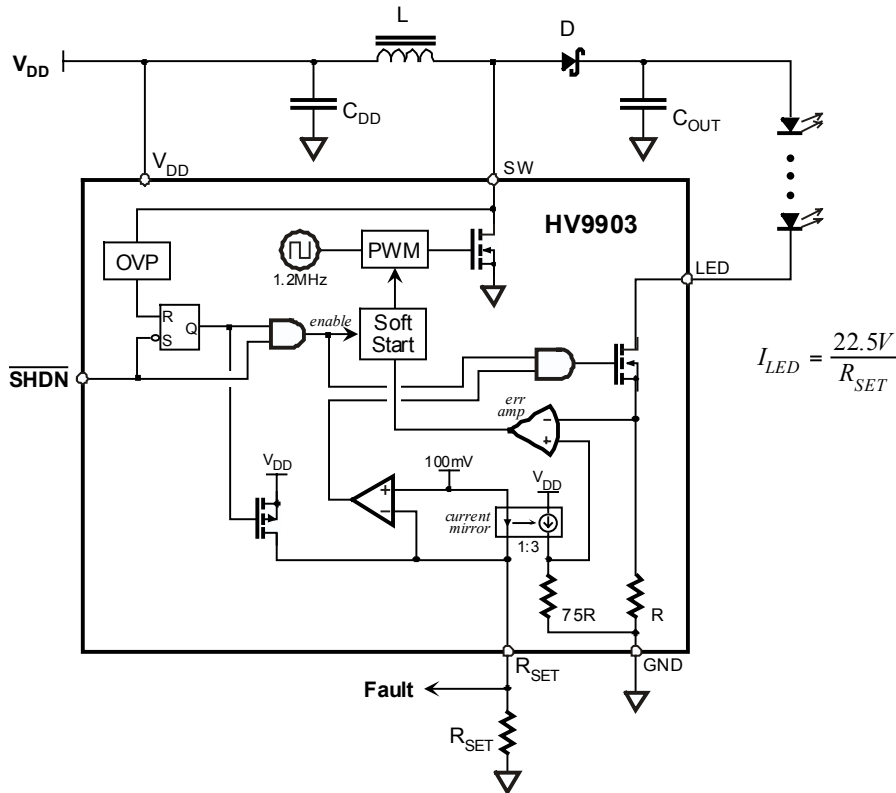 L
D
V_DD
C_DD
C_OUT
V_DD
SW
HV9903
OVP
1.2MHz
PWM
LED
R
S
Q
enable
Soft
Start
I_LED = 22.5V / R_SET
SHDN
err
amp
V_DD
100mV
V_DD
current
mirror
1:3
75R
R
R_SET
GND
Fault
R_SET